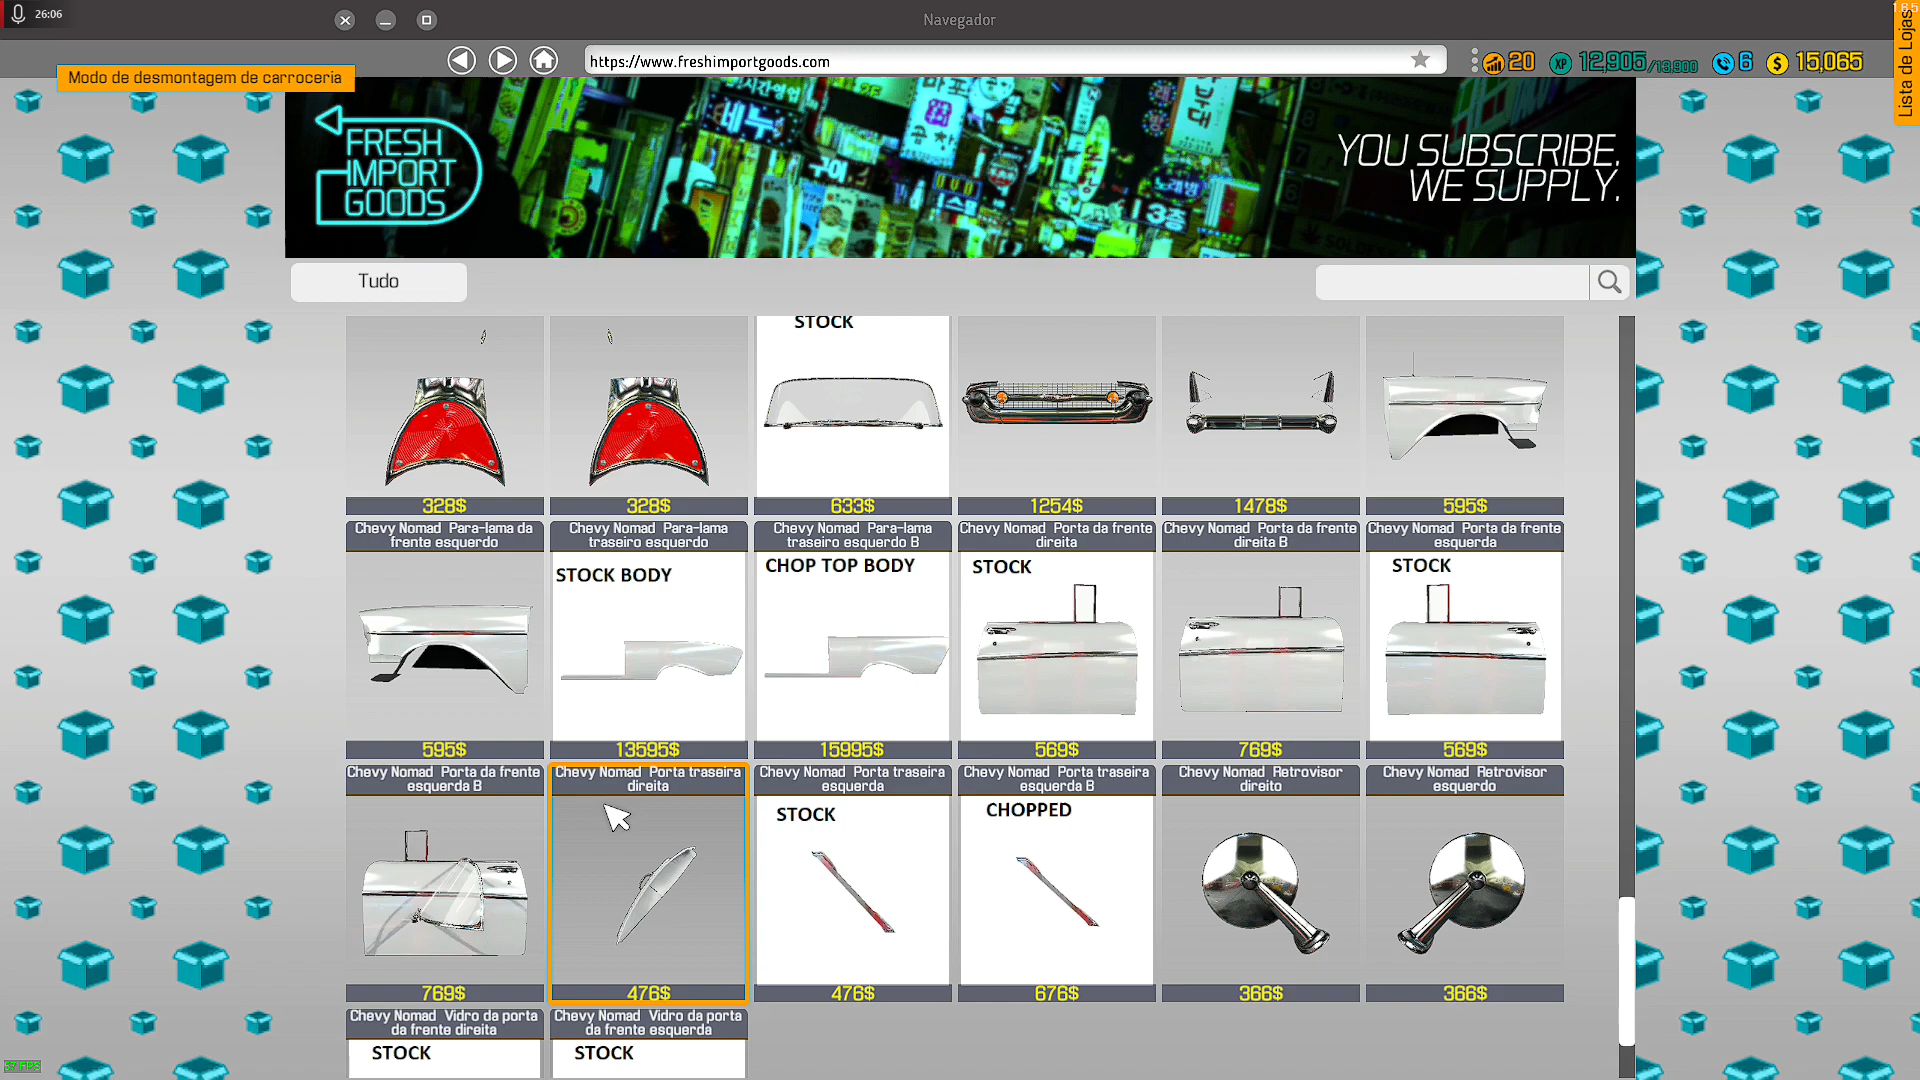 26:06
Navegador
185
https://www.freshimportgoods.com
20
XP
12,905/13,900
6
$
15,065
Lista de Lojas
Modo de desmontagem de carroceria
FRESH
IMPORT
GOODS
YOU SUBSCRIBE.
WE SUPPLY.
Tudo
STOCK
328$
328$
633$
1254$
1478$
595$
Chevy Nomad Para-lama da
frente esquerdo
Chevy Nomad Para-lama
traseiro esquerdo
Chevy Nomad Para-lama
traseiro esquerdo B
Chevy Nomad Porta da frente
direita
Chevy Nomad Porta da frente
direita B
Chevy Nomad Porta da frente
esquerda
STOCK BODY
CHOP TOP BODY
STOCK
STOCK
595$
13595$
15995$
569$
769$
569$
Chevy Nomad Porta da frente
esquerda B
Chevy Nomad Porta traseira
direita
Chevy Nomad Porta traseira
esquerda
Chevy Nomad Porta traseira
esquerda B
Chevy Nomad Retrovisor
direito
Chevy Nomad Retrovisor
esquerdo
STOCK
CHOPPED
769$
476$
476$
676$
366$
366$
Chevy Nomad Vidro da porta
da frente direita
Chevy Nomad Vidro da porta
da frente esquerda
STOCK
STOCK